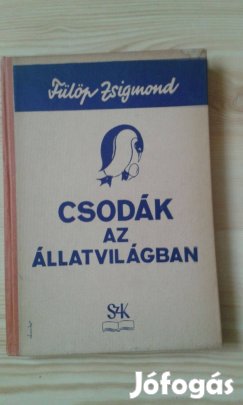 Fülöp Zsigmond
CSODÁK
AZ
ÁLLATVILÁGBAN
SzK
Jófogás